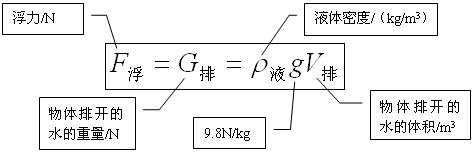 浮力/N
液体密度/（kg/m³）
F浮 = G排 = ρ液gV排
物体排开的
水的重量/N
9.8N/kg
物体排开的
水的体积/m³